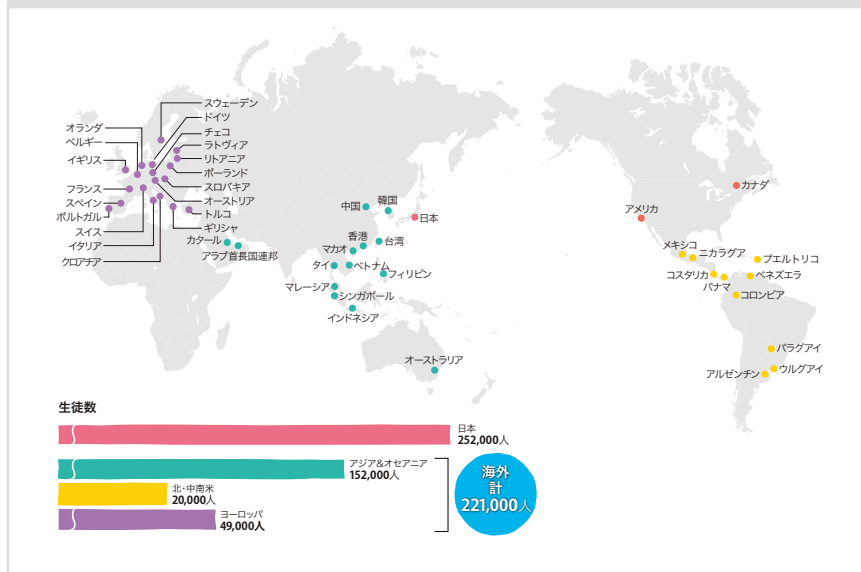 スウェーデン
ドイツ
チェコ
ラトヴィア
リトアニア
ポーランド
スロバキア
オーストリア
トルコ
ギリシャ
オランダ
ベルギー
イギリス
フランス
スペイン
ポルトガル
スイス
イタリア
クロアチア
カタール
アラブ首長国連邦
中国
韓国
日本
香港
マカオ
台湾
タイ
ベトナム
フィリピン
マレーシア
シンガポール
インドネシア
オーストラリア
カナダ
アメリカ
メキシコ
ニカラグア
プエルトリコ
コスタリカ
ベネズエラ
パナマ
コロンビア
パラグアイ
アルゼンチン
ウルグアイ
生徒数
日本
252,000人
アジア&オセアニア
152,000人
北・中南米
20,000人
ヨーロッパ
49,000人
海外
計
221,000人